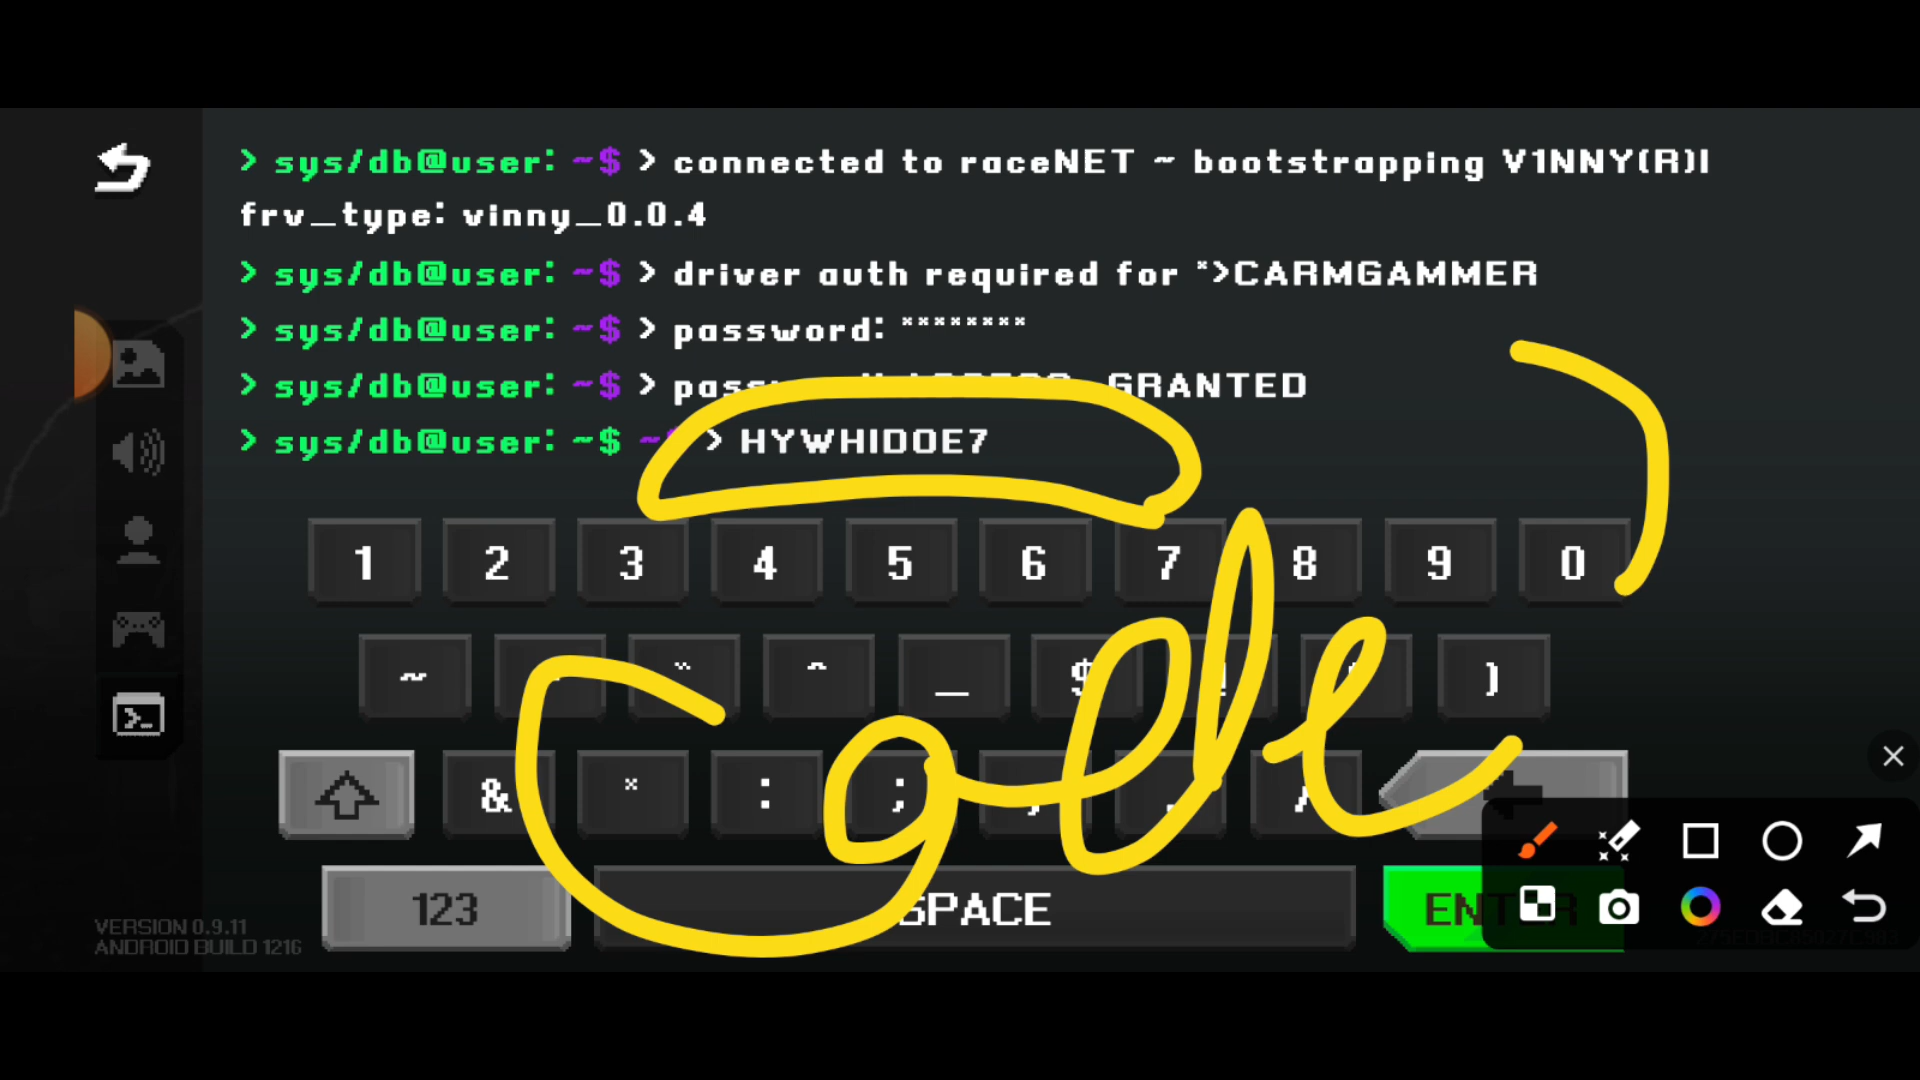 > sys/db@user: ~$ > connected to raceNET ~ bootstrapping V1NNY(R)I
frv_type: vinny_0.0.4
> sys/db@user: ~$ > driver auth required for *>CARMGAMMER
> sys/db@user: ~$ > password: ********
> sys/db@user: ~$ > GRANTED
> sys/db@user: ~$ ~$ > HYWHIDOE7
1 2 3 4 5 6 7 8 9 0
~ ^ _ $ ! )
& * : ; , . /
123 SPACE ENTER
VERSION 0.9.11
ANDROID BUILD 1216